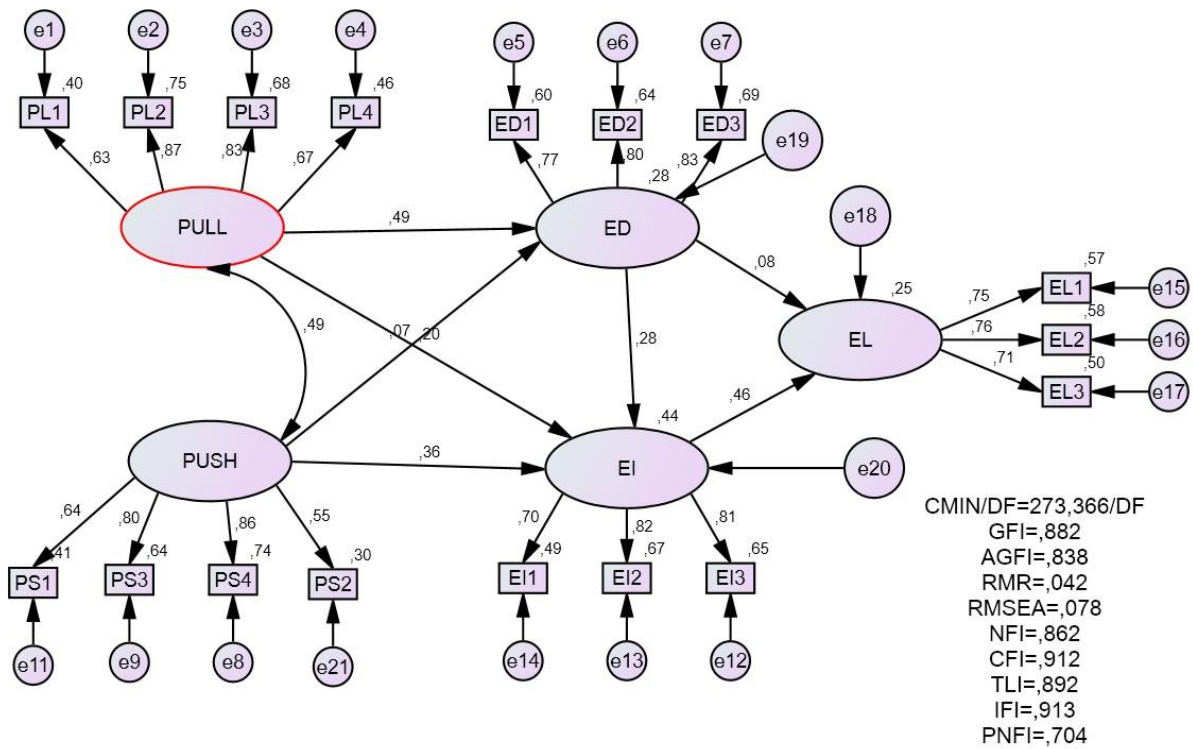 e1 e2 e3 e4 e5 e6 e7
,40 ,75 ,68 ,46 ,60 ,64 ,69
PL1 PL2 PL3 PL4 ED1 ED2 ED3
e19
,63 ,87 ,83 ,67 ,77 ,80 ,83
,28
e18
PULL ,49 ED
,08
,57
,25 ,75 EL1 e15
,58
,49 ,07 ,20 ,28 EL ,76 EL2 e16
,50
,71 EL3 e17
,46
,44
PUSH ,36 EI e20
,64 ,80 ,86 ,55 ,70 ,82 ,81
,41 ,64 ,74 ,30 ,49 ,67 ,65
PS1 PS3 PS4 PS2 EI1 EI2 EI3
e11 e9 e8 e21 e14 e13 e12
CMIN/DF=273,366/DF
GFI=,882
AGFI=,838
RMR=,042
RMSEA=,078
NFI=,862
CFI=,912
TLI=,892
IFI=,913
PNFI=,704